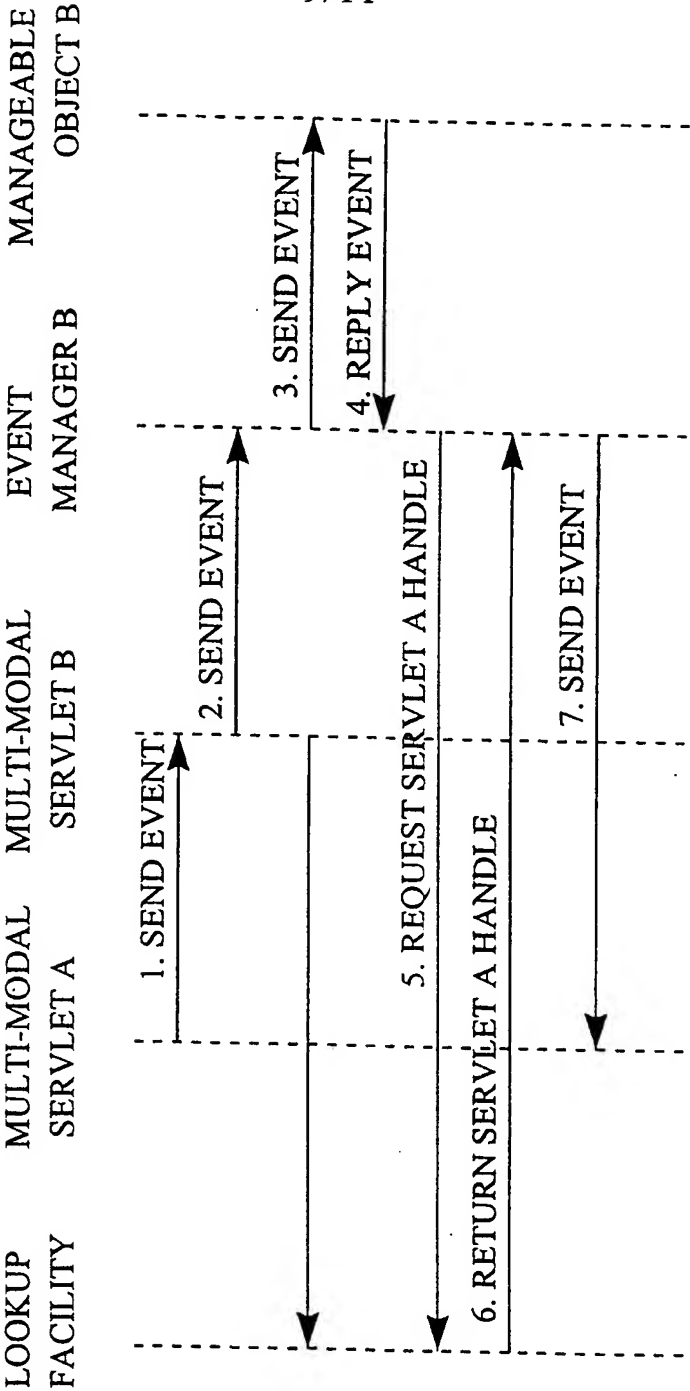 LOOKUP
FACILITY
MULTI-MODAL
SERVLET A
MULTI-MODAL
SERVLET B
EVENT
MANAGER B
MANAGEABLE
OBJECT B
1. SEND EVENT
2. SEND EVENT
3. SEND EVENT
4. REPLY EVENT
5. REQUEST SERVLET A HANDLE
6. RETURN SERVLET A HANDLE
7. SEND EVENT